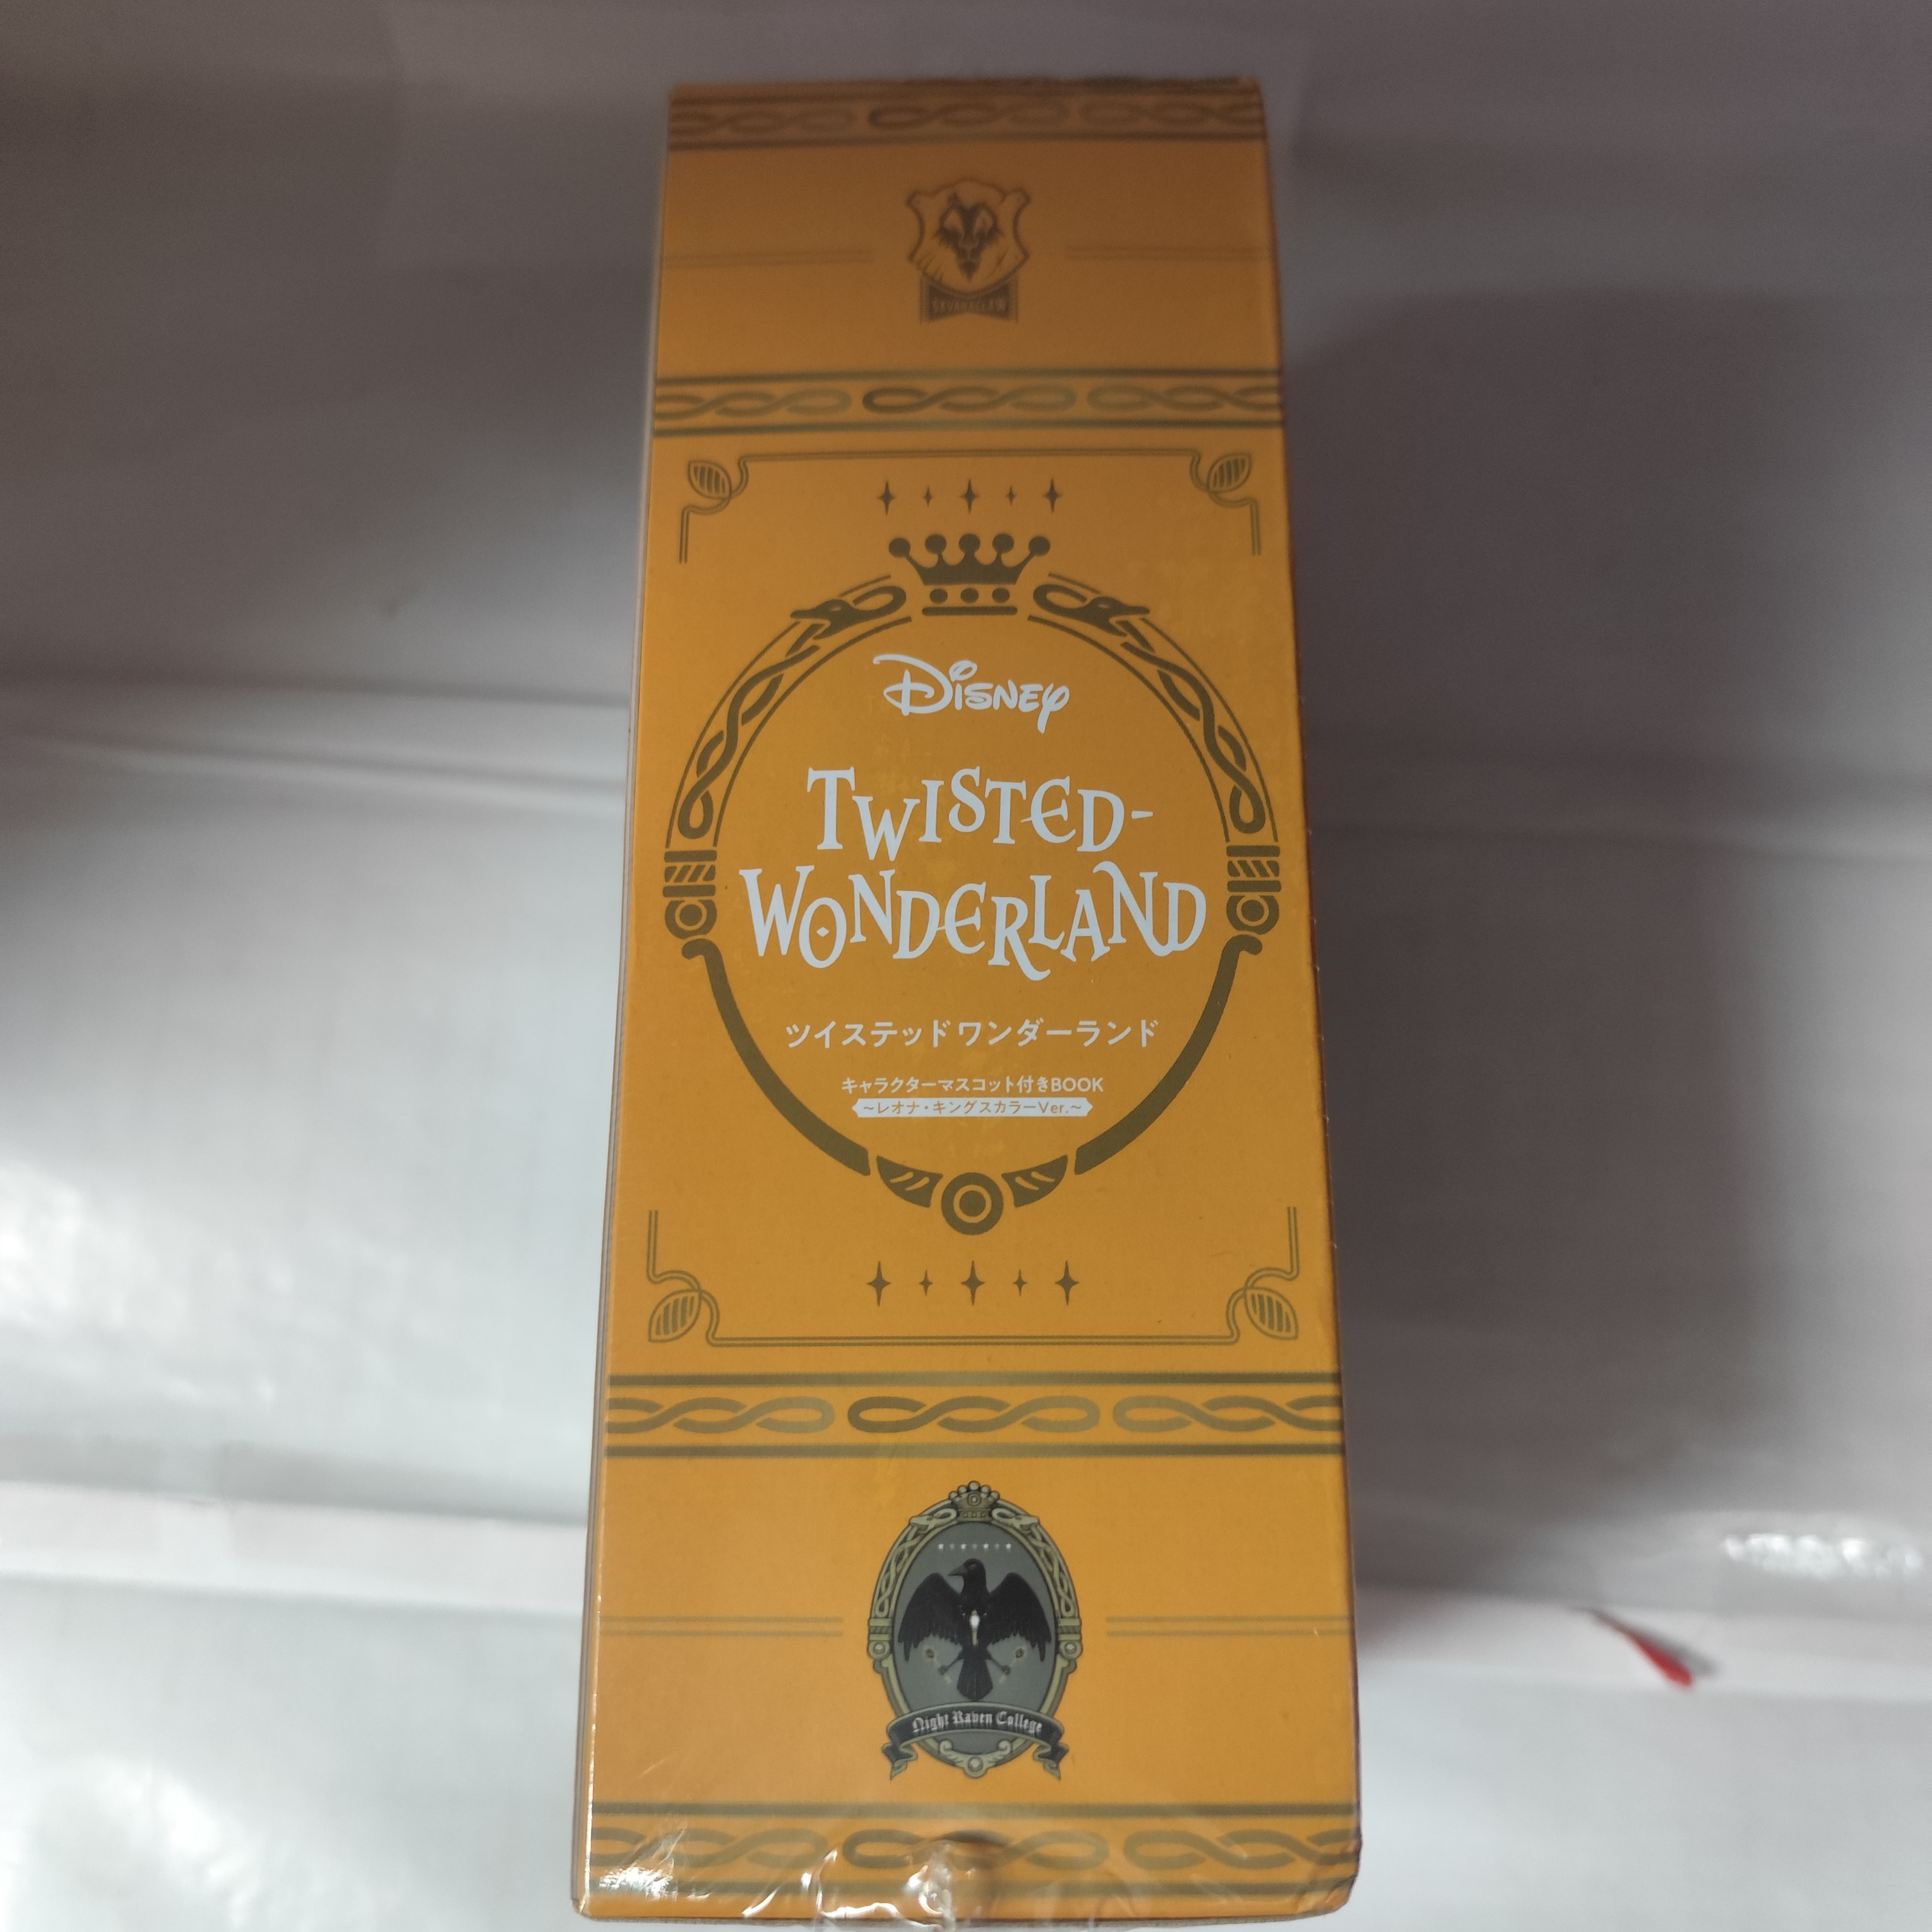 SAVANACLAW
Disney
TWISTED-
WONDERLAND
ツイステッドワンダーランド
キャラクターマスコット付きBOOK
～レオナ・キングスカラーVer.～
Night Raven College